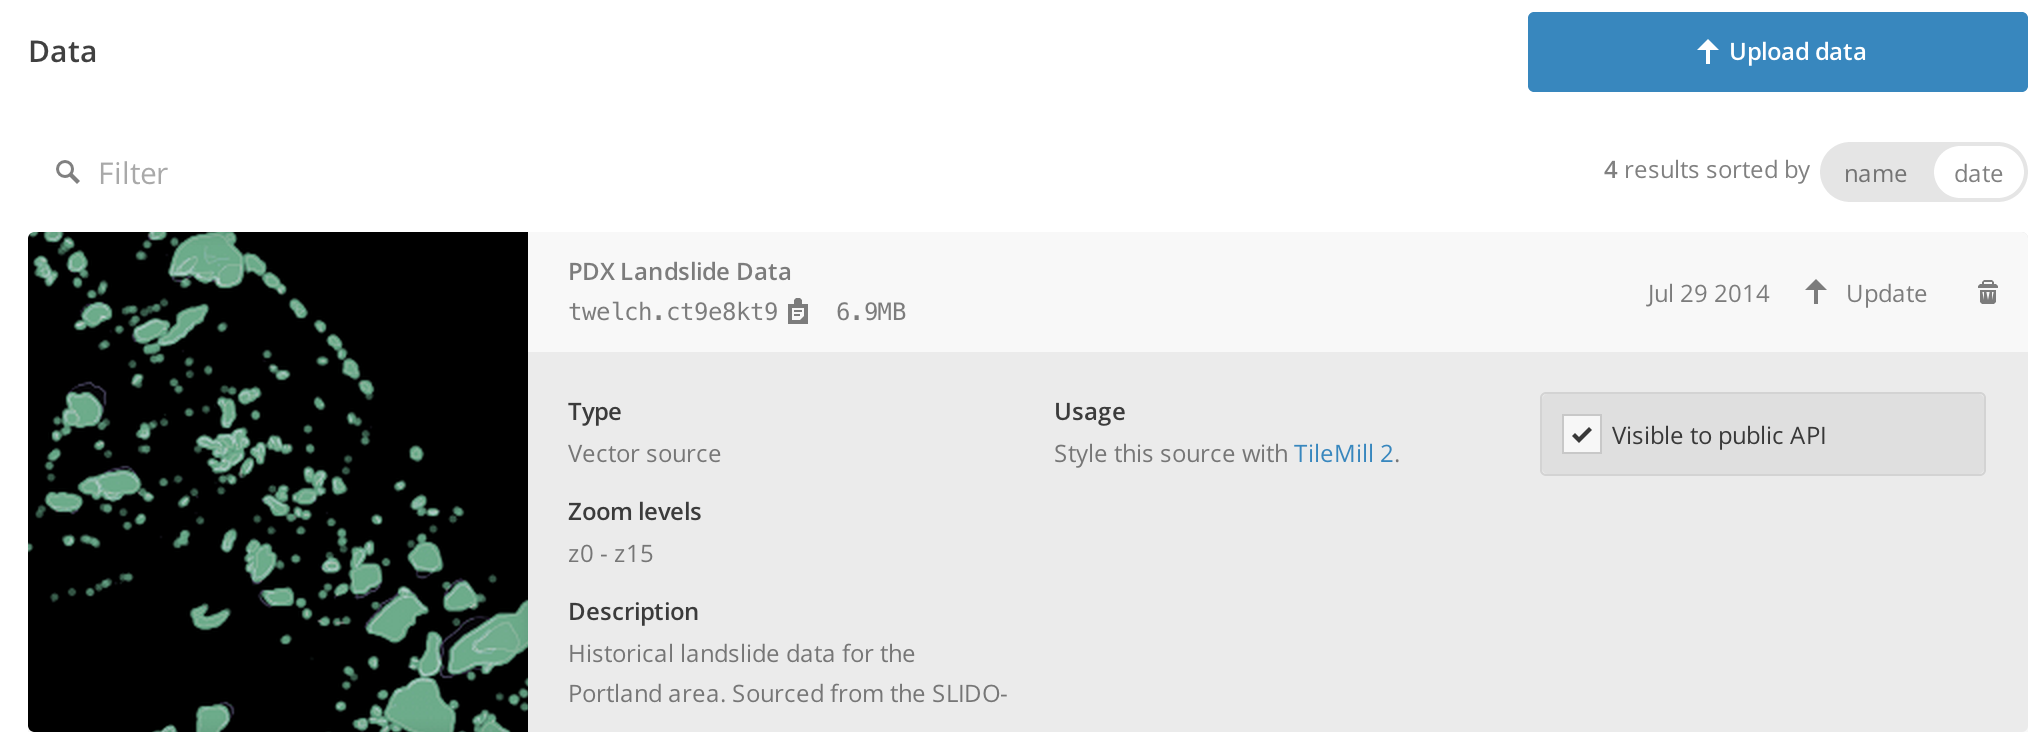 Data
Upload data
Filter
4 results sorted by name date
PDX Landslide Data
twelch.ct9e8kt9 6.9MB
Jul 29 2014 Update
Type
Vector source
Zoom levels
z0 - z15
Description
Historical landslide data for the
Portland area. Sourced from the SLIDO-
Usage
Style this source with TileMill 2.
Visible to public API